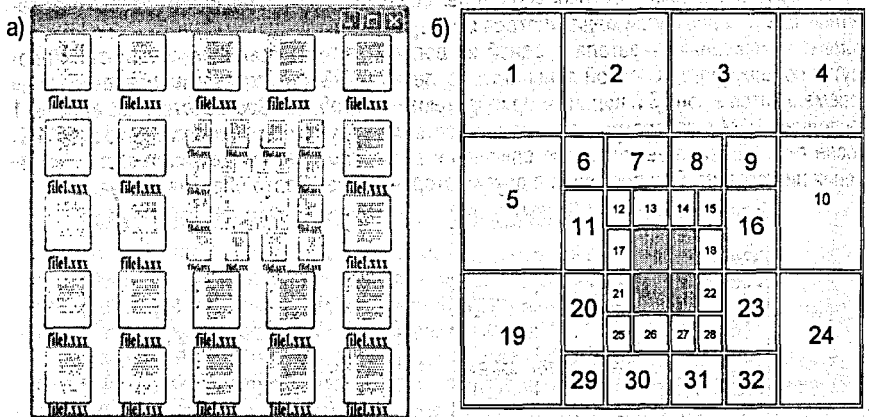 а)
б)
file1.xxx file1.xxx file1.xxx file1.xxx file1.xxx
file1.xxx file1.xxx file1.xxx
file1.xxx file1.xxx file1.xxx
file1.xxx file1.xxx file1.xxx file1.xxx file1.xxx
file1.xxx file1.xxx file1.xxx file1.xxx file1.xxx
1 2 3 4
5 6 7 8 9 10
11 12 13 14 15 16
17 18
19 20 21 22 23 24
25 26 27 28
29 30 31 32